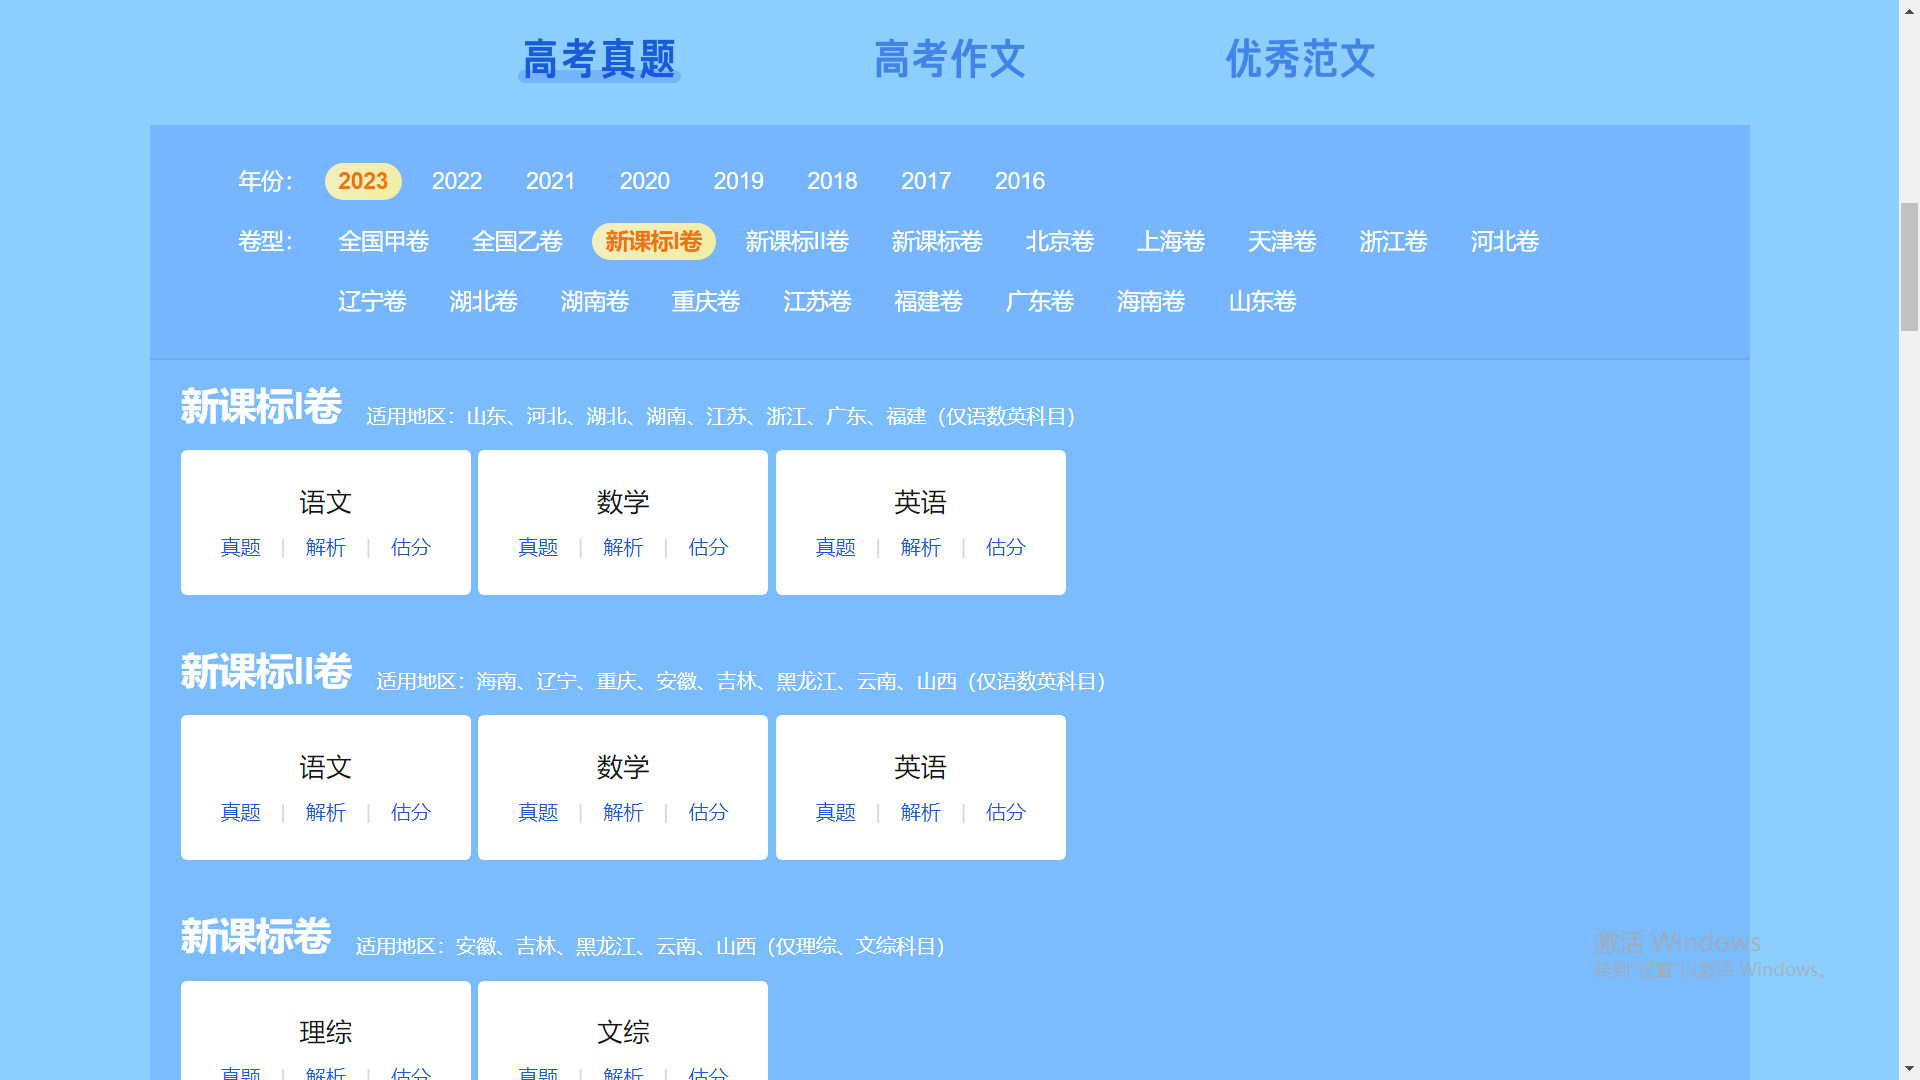 高考真题 高考作文 优秀范文
年份： 2023 2022 2021 2020 2019 2018 2017 2016
卷型： 全国甲卷 全国乙卷 新课标I卷 新课标II卷 新课标卷 北京卷 上海卷 天津卷 浙江卷 河北卷
辽宁卷 湖北卷 湖南卷 重庆卷 江苏卷 福建卷 广东卷 海南卷 山东卷
新课标I卷 适用地区：山东、河北、湖北、湖南、江苏、浙江、广东、福建（仅语数英科目）
语文 数学 英语
真题 | 解析 | 估分 真题 | 解析 | 估分 真题 | 解析 | 估分
新课标II卷 适用地区：海南、辽宁、重庆、安徽、吉林、黑龙江、云南、山西（仅语数英科目）
语文 数学 英语
真题 | 解析 | 估分 真题 | 解析 | 估分 真题 | 解析 | 估分
新课标卷 适用地区：安徽、吉林、黑龙江、云南、山西（仅理综、文综科目）
激活 Windows
转到"设置"以激活 Windows。
理综 文综
真题 | 解析 | 估分 真题 | 解析 | 估分